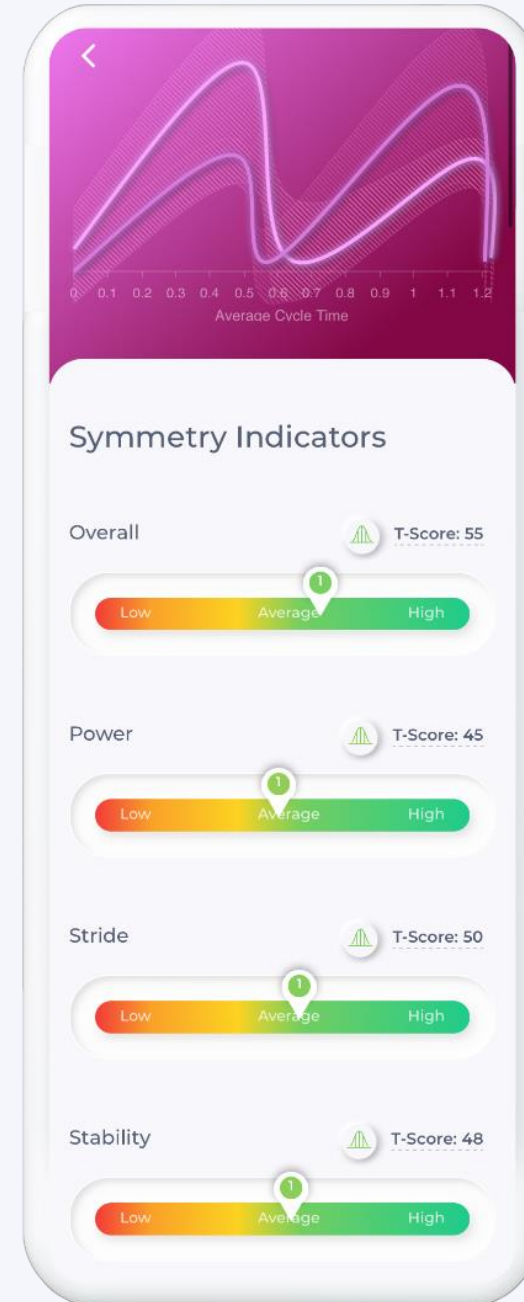 0 0.1 0.2 0.3 0.4 0.5 0.6 0.7 0.8 0.9 1 1.1 1.2
Average Cycle Time
Symmetry Indicators
Overall T-Score: 55
1
Low Average High
Power T-Score: 45
1
Low Average High
Stride T-Score: 50
1
Low Average High
Stability T-Score: 48
1
Low Average High